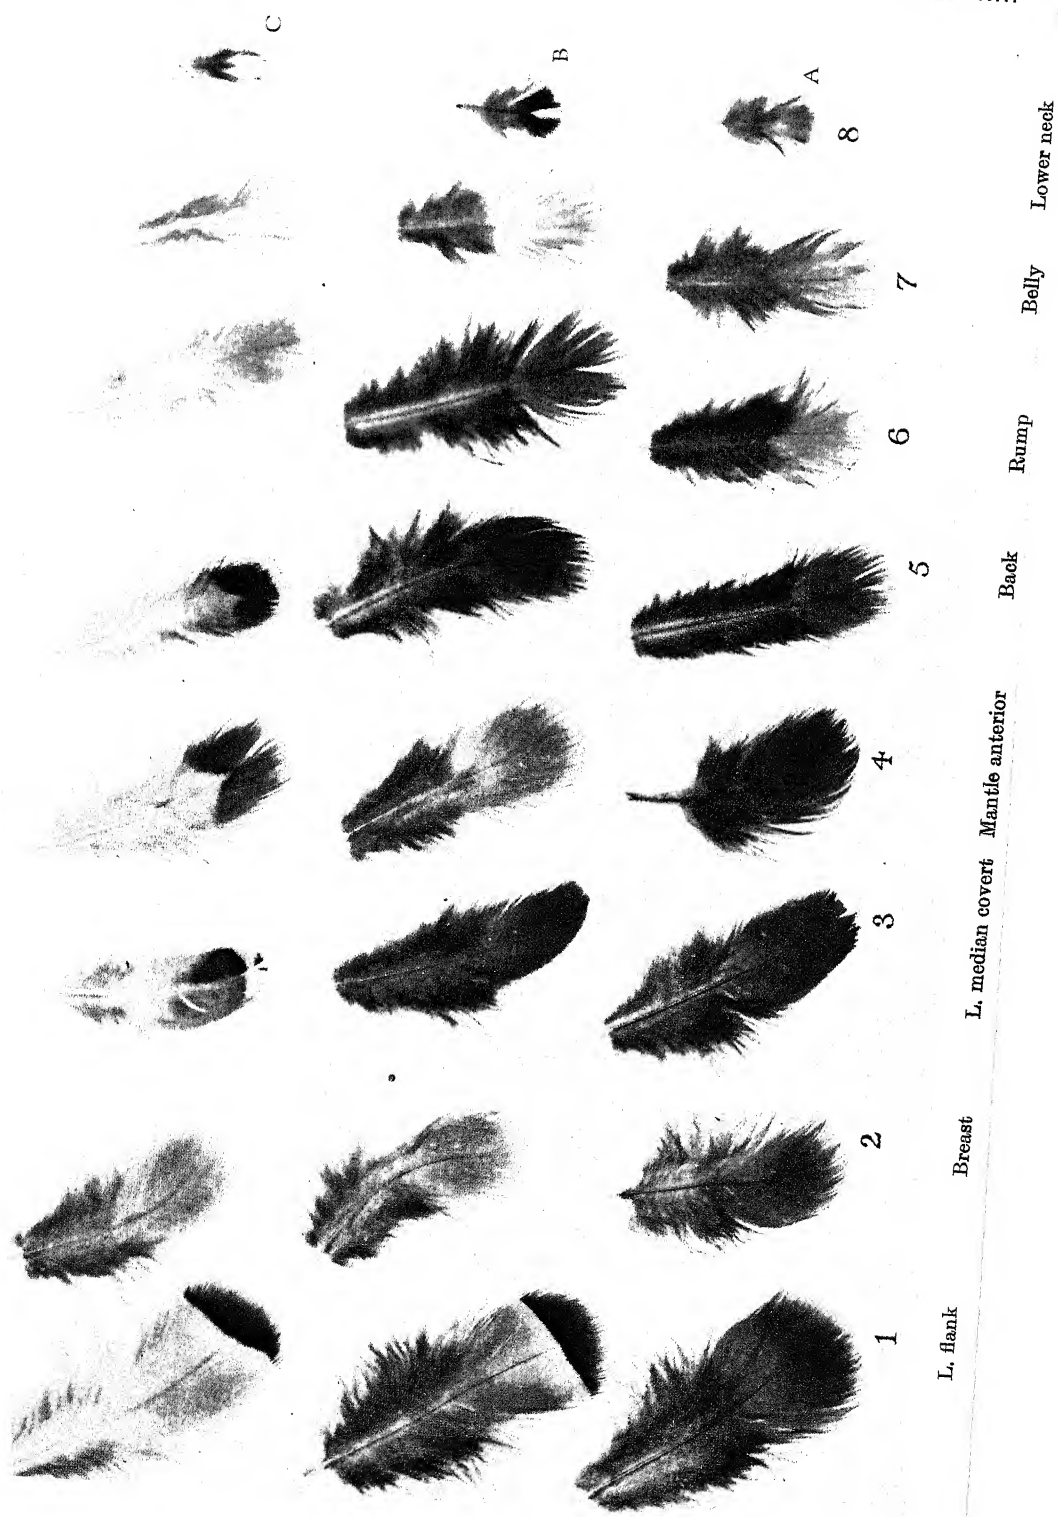 C
B
A
1 2 3 4 5 6 7 8
L. flank Breast L. median covert Mantle anterior Back Rump Belly Lower neck